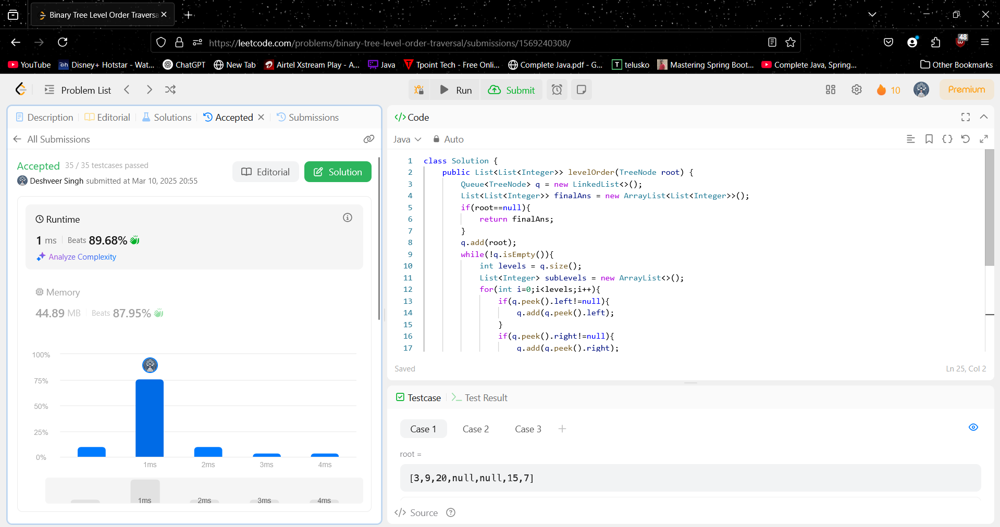 Binary Tree Level Order Traversa
https://leetcode.com/problems/binary-tree-level-order-traversal/submissions/1569240308/
48
YouTube
Disney+ Hotstar - Wat...
ChatGPT
New Tab
Airtel Xstream Play - A...
Java
Tpoint Tech - Free Onli...
Complete Java.pdf - G...
T telusko
Mastering Spring Boot...
Complete Java, Spring...
Other Bookmarks
Problem List
Run
Submit
10
Premium
Description
Editorial
Solutions
Accepted
Submissions
All Submissions
Accepted 35 / 35 testcases passed
Deshveer Singh submitted at Mar 10, 2025 20:55
Editorial
Solution
Runtime
1 ms Beats 89.68%
Analyze Complexity
Memory
44.89 MB Beats 87.95%
100%
75%
50%
25%
0%
1ms 2ms 3ms 4ms
1ms 2ms 3ms 4ms
</> Code
Java Auto
1 class Solution {
2 public List<List<Integer>> levelOrder(TreeNode root) {
3 Queue<TreeNode> q = new LinkedList<>();
4 List<List<Integer>> finalAns = new ArrayList<List<Integer>>();
5 if(root==null){
6 return finalAns;
7 }
8 q.add(root);
9 while(!q.isEmpty()){
10 int levels = q.size();
11 List<Integer> subLevels = new ArrayList<>();
12 for(int i=0;i<levels;i++){
13 if(q.peek().left!=null){
14 q.add(q.peek().left);
15 }
16 if(q.peek().right!=null){
17 q.add(q.peek().right);
Saved
Ln 25, Col 2
Testcase
Test Result
Case 1
Case 2
Case 3
root =
[3,9,20,null,null,15,7]
</> Source